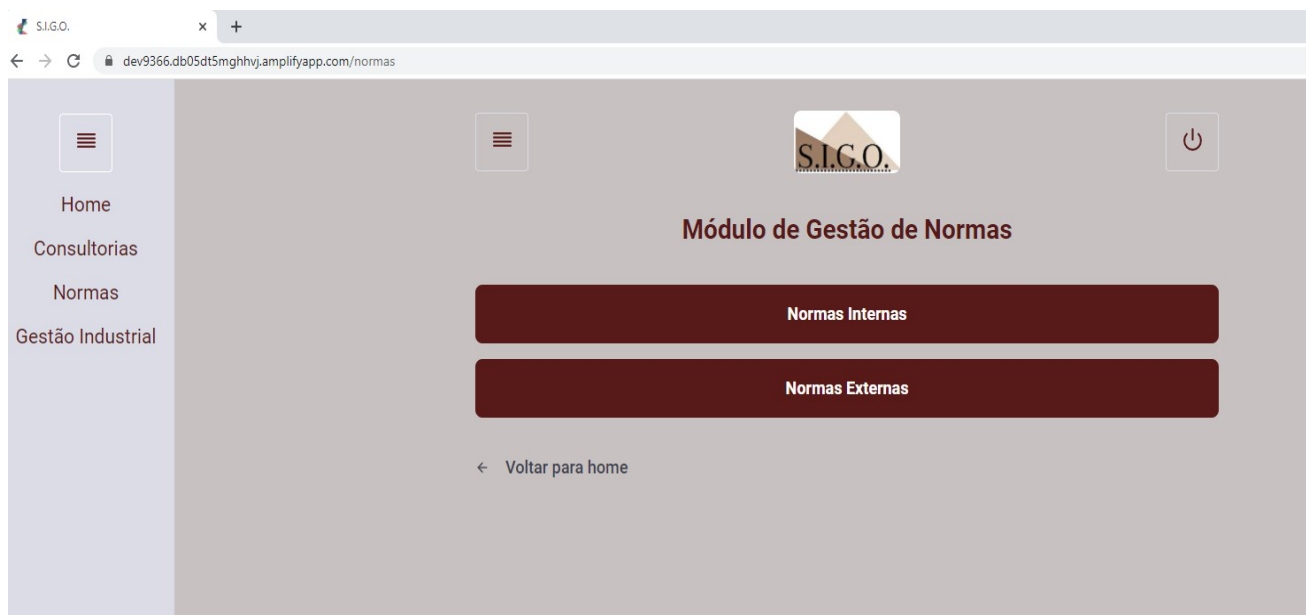 S.I.G.O.
dev9366.db05dt5mghhvj.amplifyapp.com/normas
Home
Consultorias
Normas
Gestão Industrial
S.I.G.O.
Módulo de Gestão de Normas
Normas Internas
Normas Externas
Voltar para home